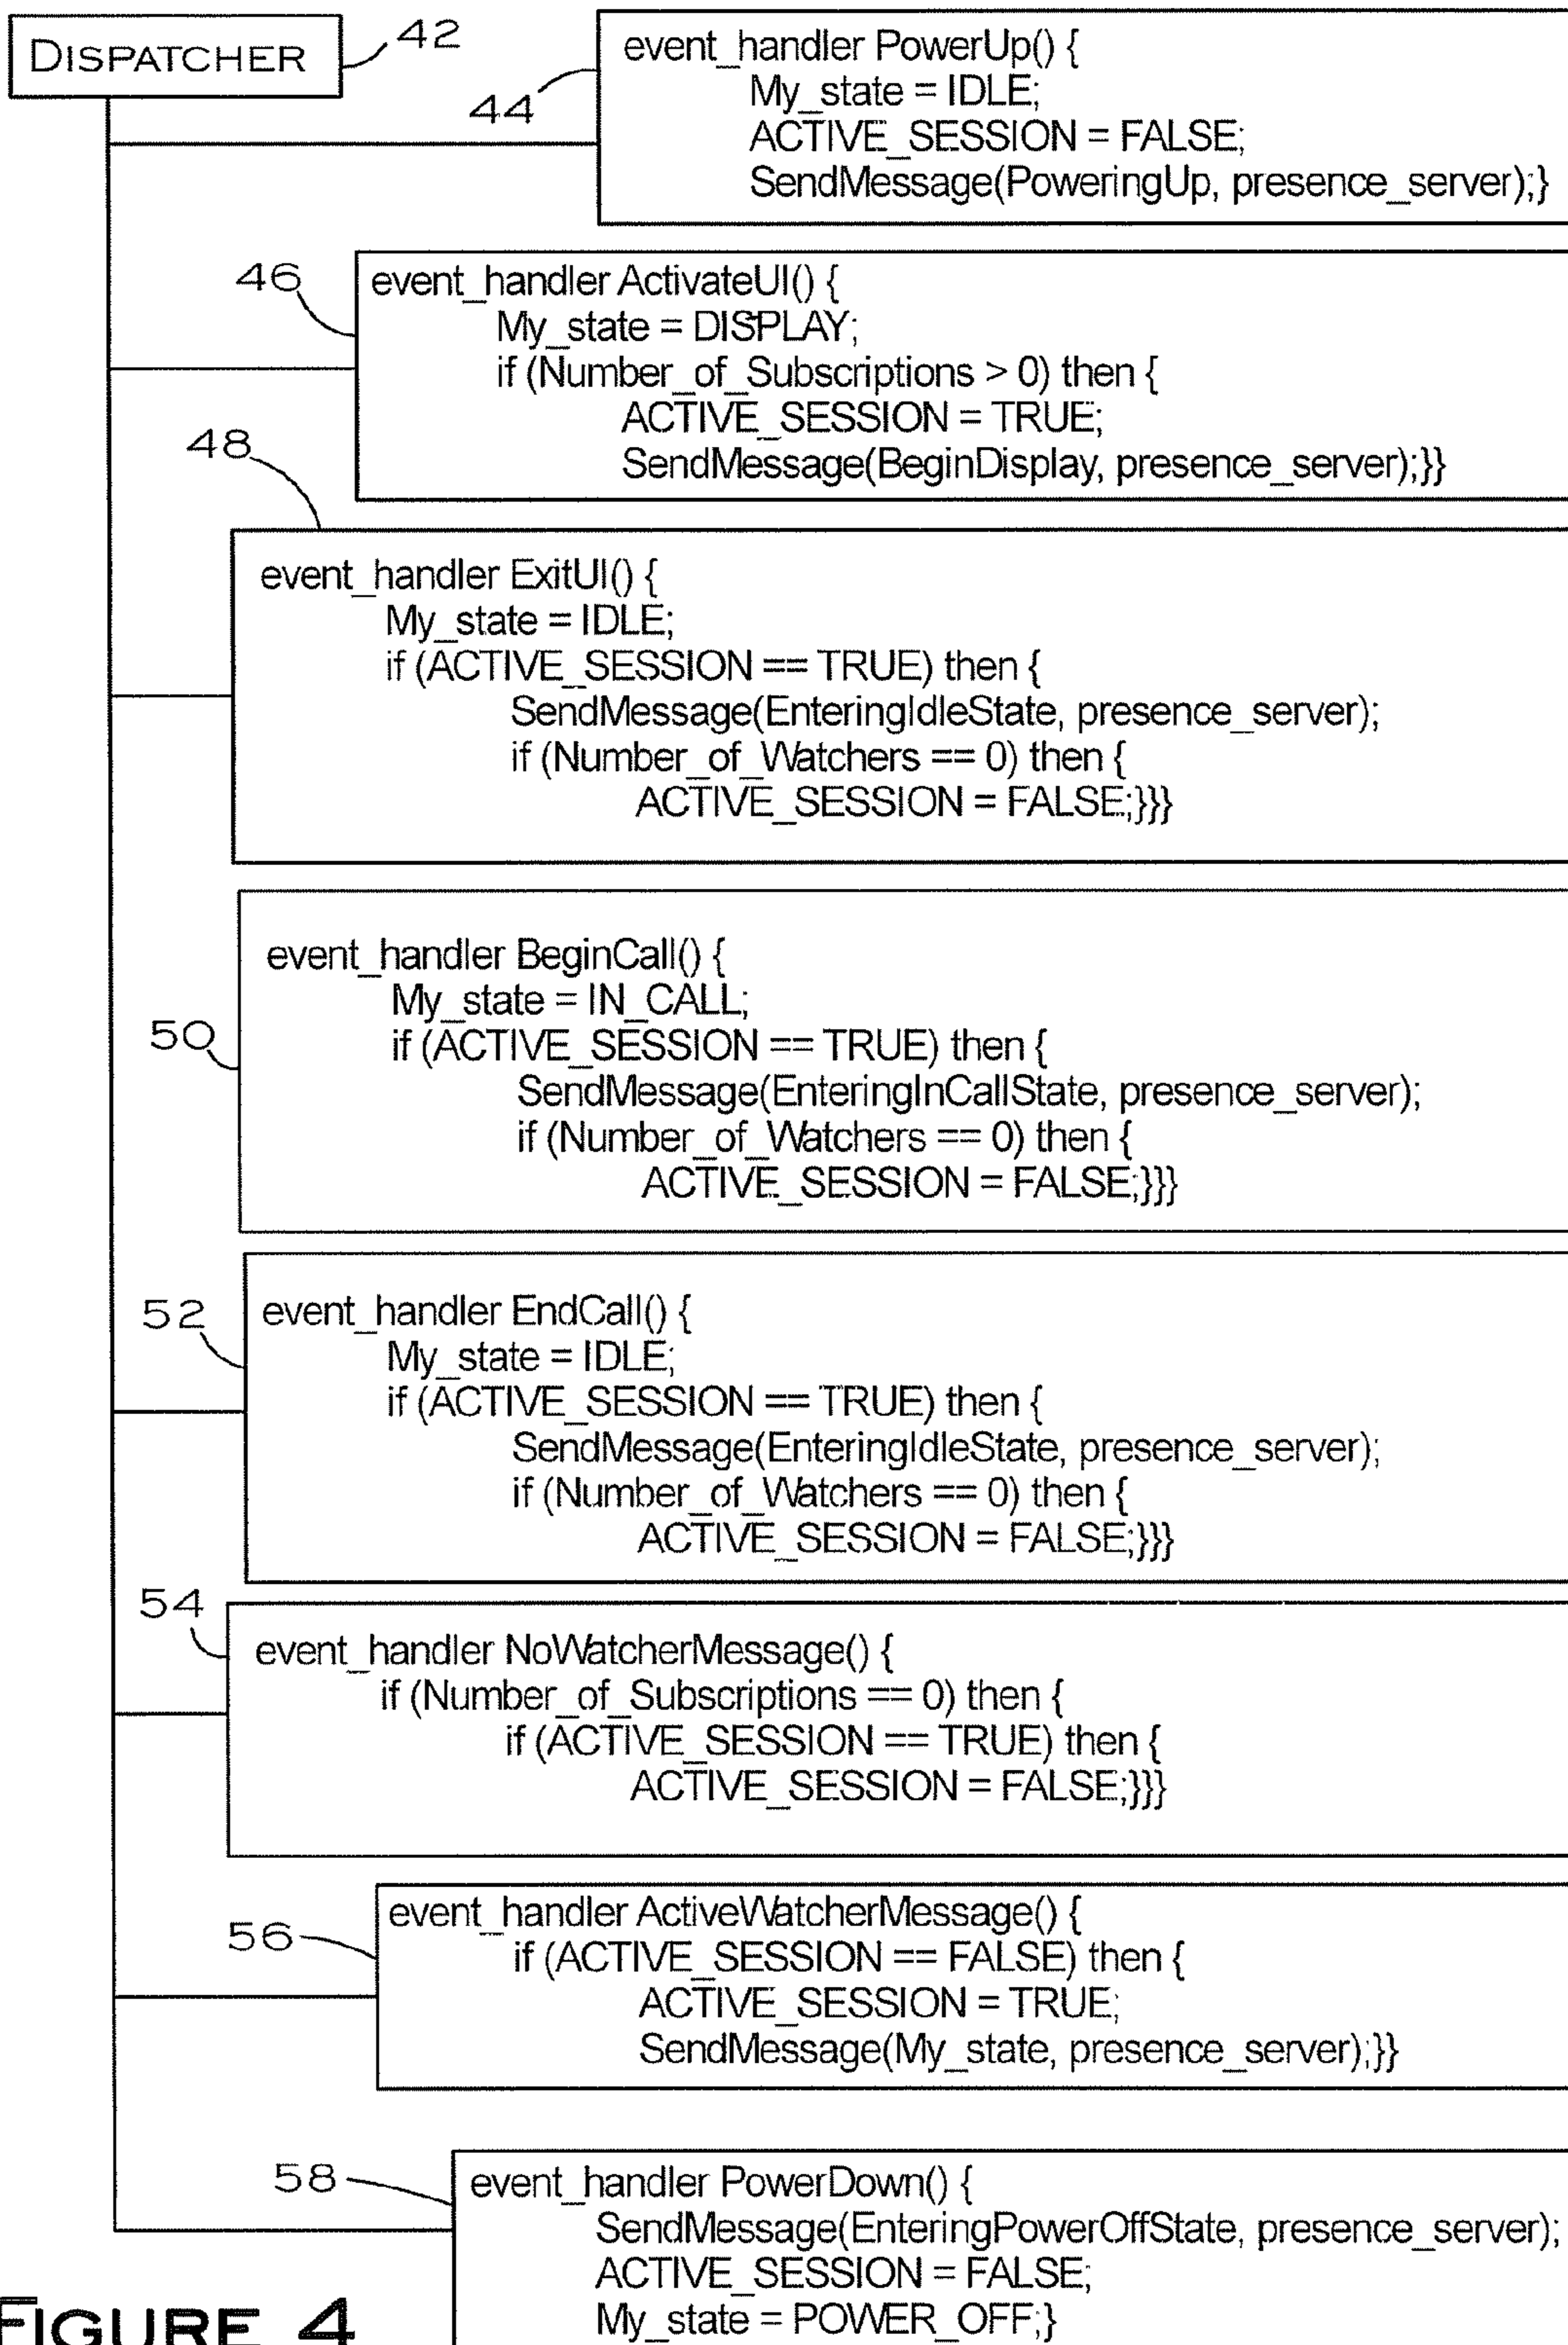 DISPATCHER
42
44
event_handler PowerUp() {
My_state = IDLE;
ACTIVE_SESSION = FALSE;
SendMessage(PoweringUp, presence_server);}
46
event_handler ActivateUI() {
My_state = DISPLAY;
if (Number_of_Subscriptions > 0) then {
ACTIVE_SESSION = TRUE;
SendMessage(BeginDisplay, presence_server);}}
48
event_handler ExitUI() {
My_state = IDLE;
if (ACTIVE_SESSION == TRUE) then {
SendMessage(EnteringIdleState, presence_server);
if (Number_of_Watchers == 0) then {
ACTIVE_SESSION = FALSE;}}}
50
event_handler BeginCall() {
My_state = IN_CALL;
if (ACTIVE_SESSION == TRUE) then {
SendMessage(EnteringInCallState, presence_server);
if (Number_of_Watchers == 0) then {
ACTIVE_SESSION = FALSE;}}}
52
event_handler EndCall() {
My_state = IDLE;
if (ACTIVE_SESSION == TRUE) then {
SendMessage(EnteringIdleState, presence_server);
if (Number_of_Watchers == 0) then {
ACTIVE_SESSION = FALSE;}}}
54
event_handler NoWatcherMessage() {
if (Number_of_Subscriptions == 0) then {
if (ACTIVE_SESSION == TRUE) then {
ACTIVE_SESSION = FALSE;}}}
56
event_handler ActiveWatcherMessage() {
if (ACTIVE_SESSION == FALSE) then {
ACTIVE_SESSION = TRUE;
SendMessage(My_state, presence_server);}}
58
event_handler PowerDown() {
SendMessage(EnteringPowerOffState, presence_server);
ACTIVE_SESSION = FALSE;
My_state = POWER_OFF;}
FIGURE 4